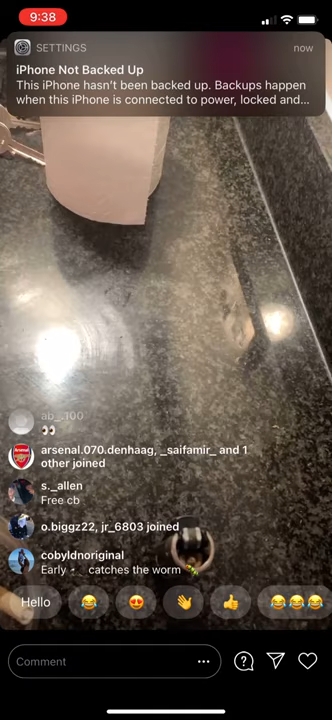 9:38
SETTINGS
now
iPhone Not Backed Up
This iPhone hasn't been backed up. Backups happen
when this iPhone is connected to power, locked and...
ab_.100
👀
arsenal.070.denhaag, _saifamir_ and 1
other joined
s._allen
Free cb
o.biggz22, jr_6803 joined
cobyldnoriginal
Early catches the worm 🐛
Hello 😂 😍 👋 👍 😂😂😂
Comment